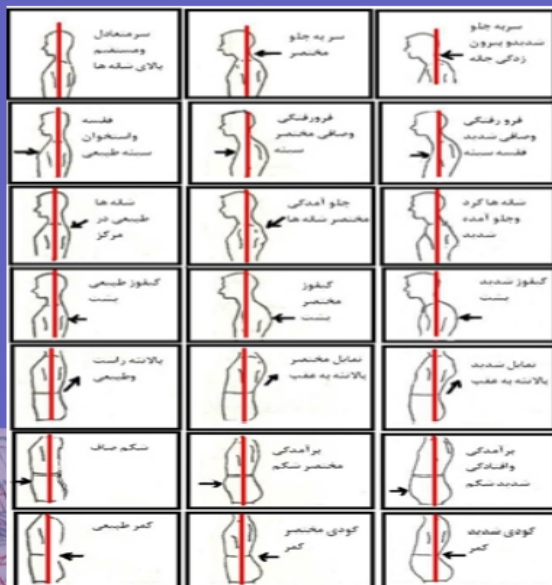 سر به جلو
شدیدو بیرون
زدگی چانه
سر به جلو
مختصر
سر متعادل
ومستقیم
بالای شانه ها
فرو رفتگی
وصافی شدید
قفسه سینه
فرورفتگی
وصافی مختصر
سینه
قفسه
واستخوان
سینه طبیعی
شانه ها گرد
وجلو آمده
شدید
جلو آمدگی
مختصر شانه ها
شانه ها
طبیعی در
مرکز
کیفوز شدید
پشت
کیفوز
مختصر
پشت
کیفوز طبیعی
پشت
تمایل شدید
بالاتنه به عقب
تمایل مختصر
بالاتنه به عقب
بالاتنه راست
وطبیعی
برآمدگی
وافتادگی
شدید شکم
برآمدگی
مختصر شکم
شکم صاف
گودی شدید
کمر
گودی مختصر
کمر
کمر طبیعی